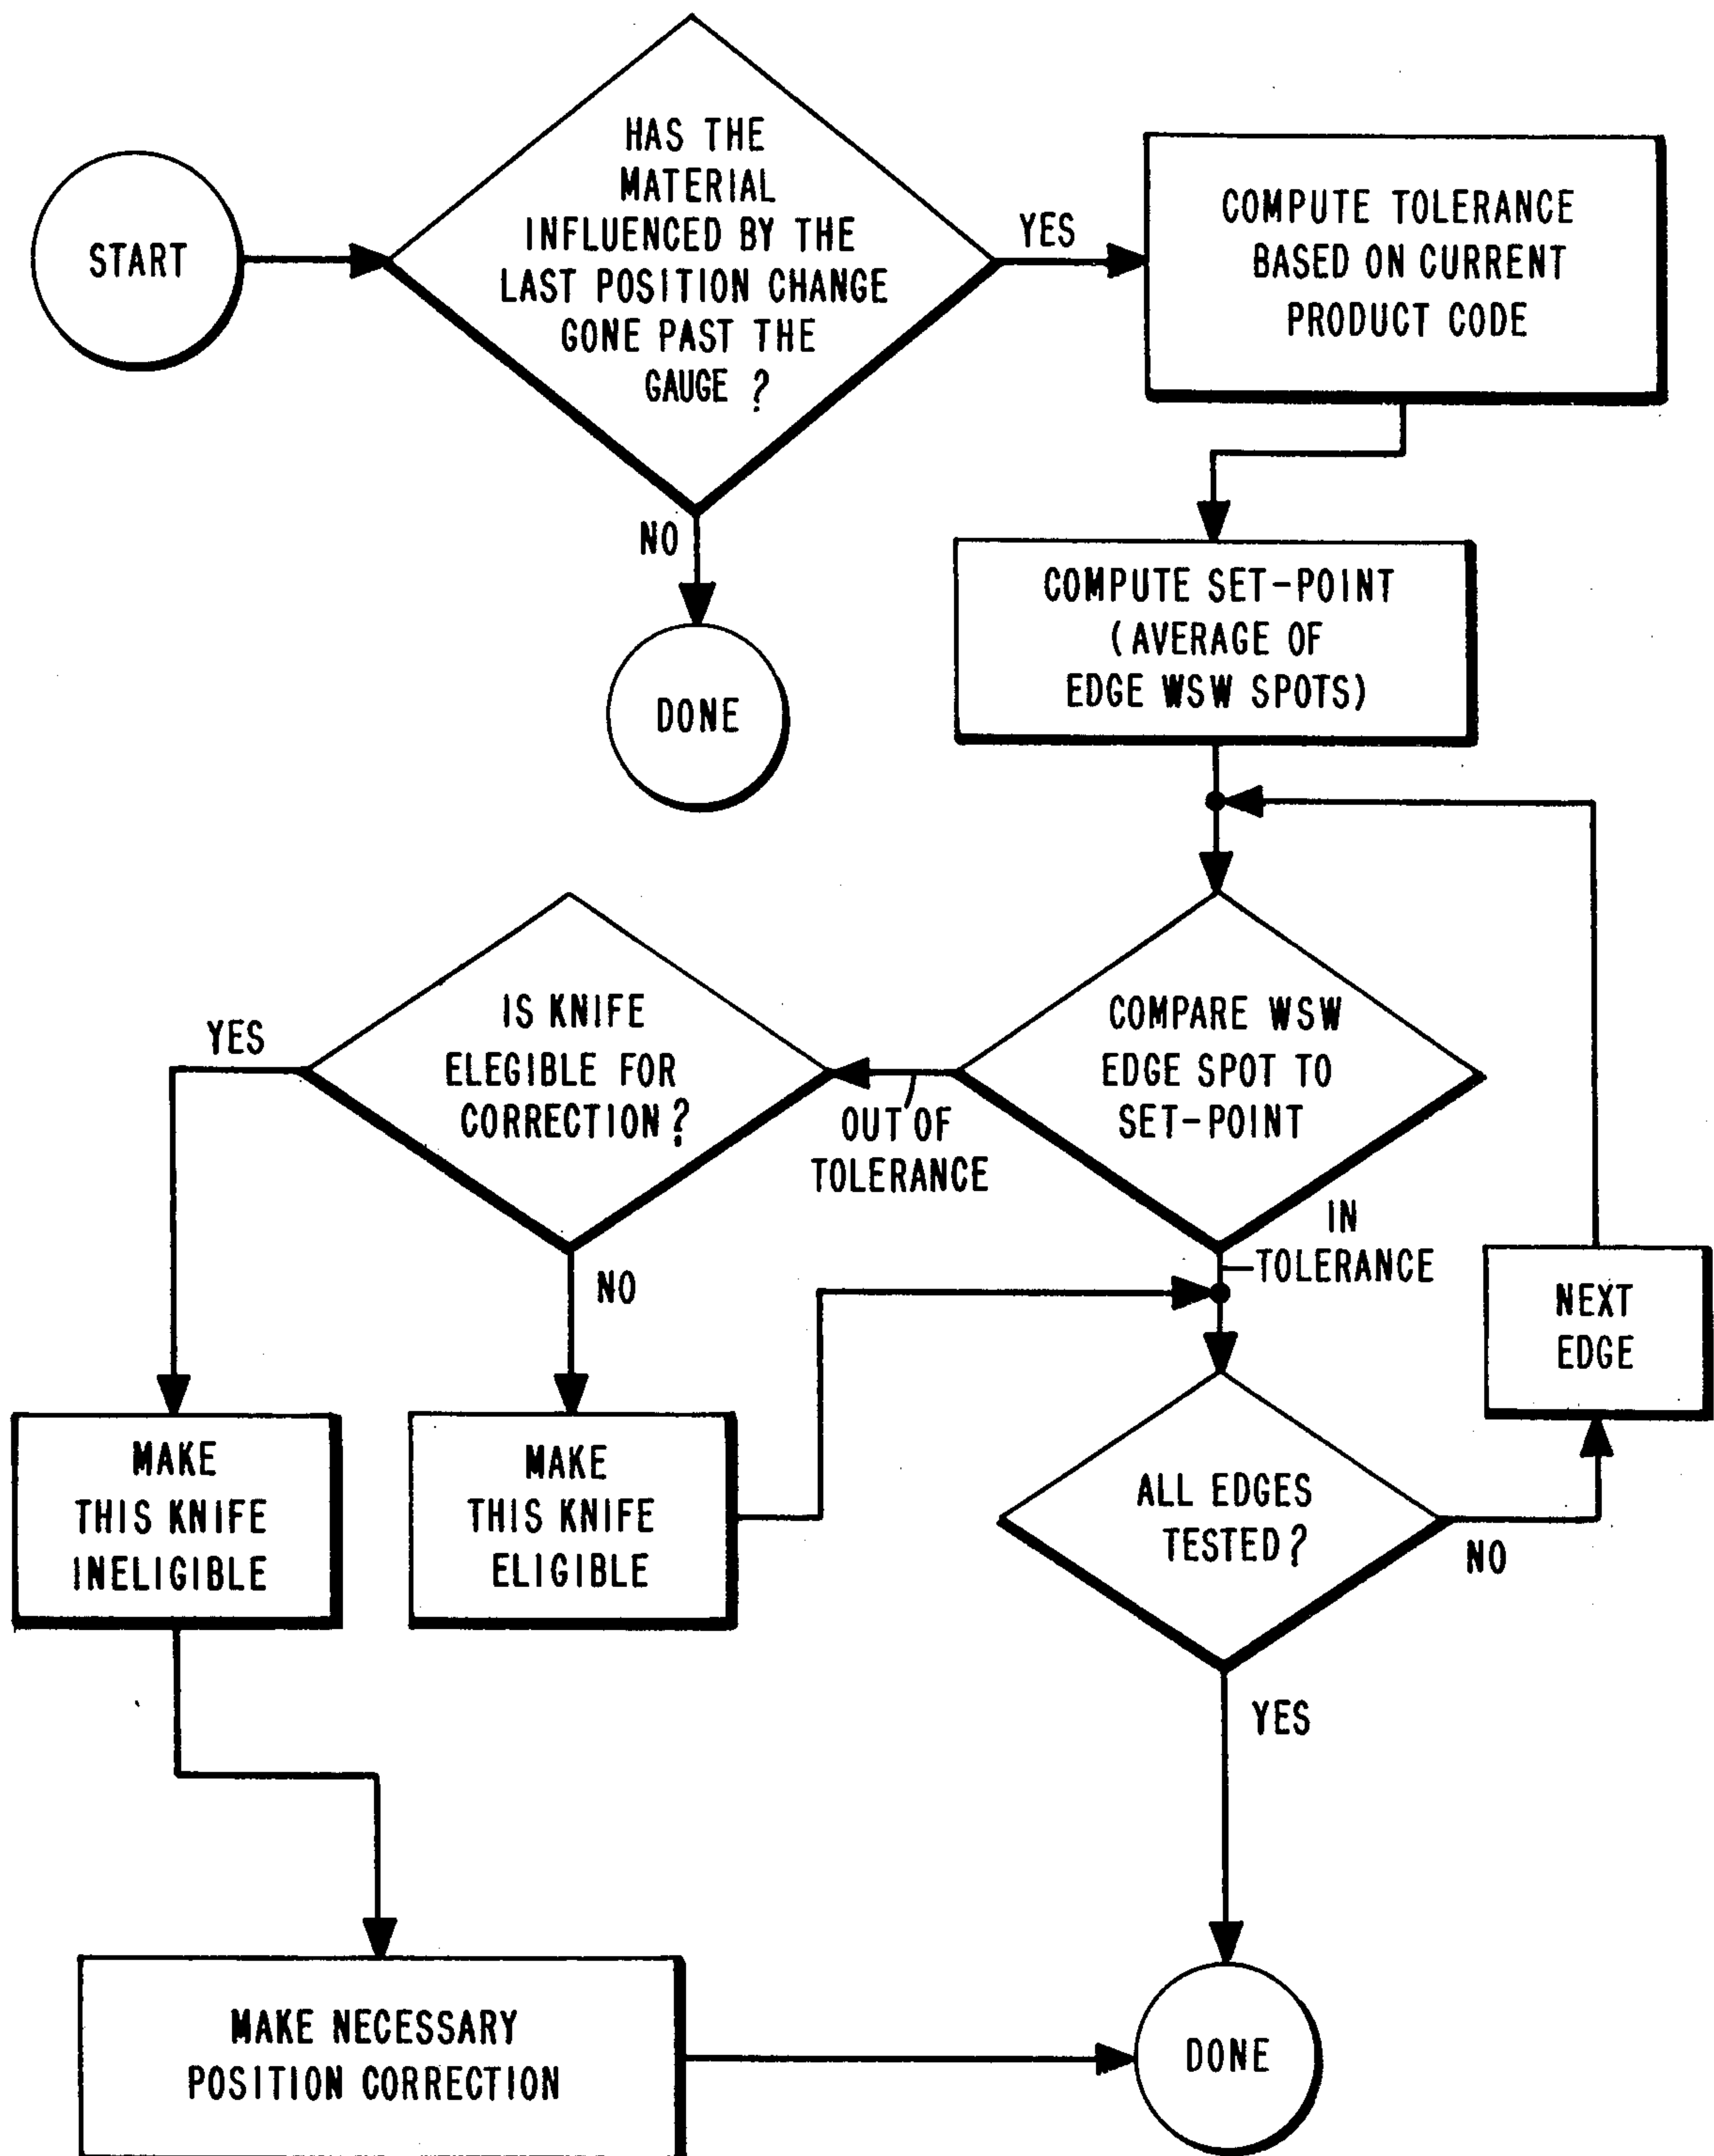 START
HAS THE
MATERIAL
INFLUENCED BY THE
LAST POSITION CHANGE
GONE PAST THE
GAUGE ?
YES
COMPUTE TOLERANCE
BASED ON CURRENT
PRODUCT CODE
NO
DONE
COMPUTE SET-POINT
(AVERAGE OF
EDGE WSW SPOTS)
COMPARE WSW
EDGE SPOT TO
SET-POINT
OUT OF
TOLERANCE
IS KNIFE
ELEGIBLE FOR
CORRECTION?
YES
NO
IN
TOLERANCE
NEXT
EDGE
MAKE
THIS KNIFE
INELIGIBLE
MAKE
THIS KNIFE
ELIGIBLE
ALL EDGES
TESTED?
NO
YES
MAKE NECESSARY
POSITION CORRECTION
DONE